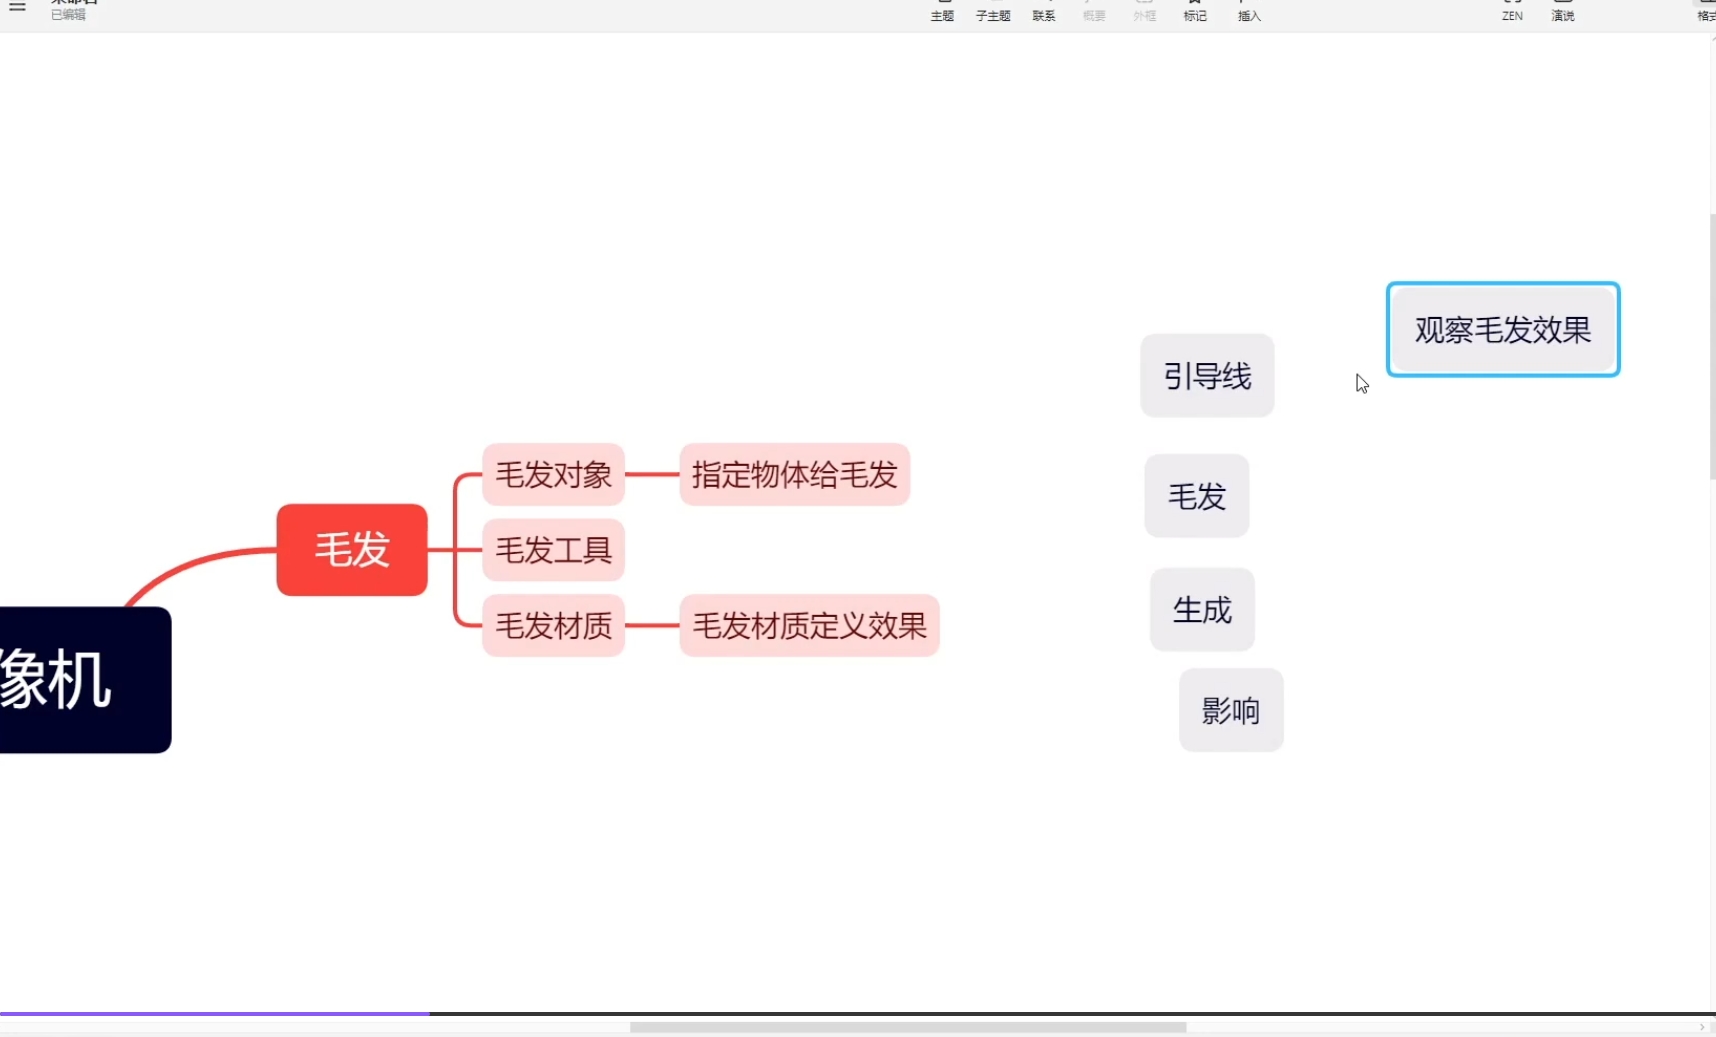 已编辑
主题
子主题
联系
概要
外框
标记
插入
ZEN
演说
观察毛发效果
引导线
毛发对象
指定物体给毛发
毛发
毛发
毛发工具
生成
毛发材质
毛发材质定义效果
像机
影响